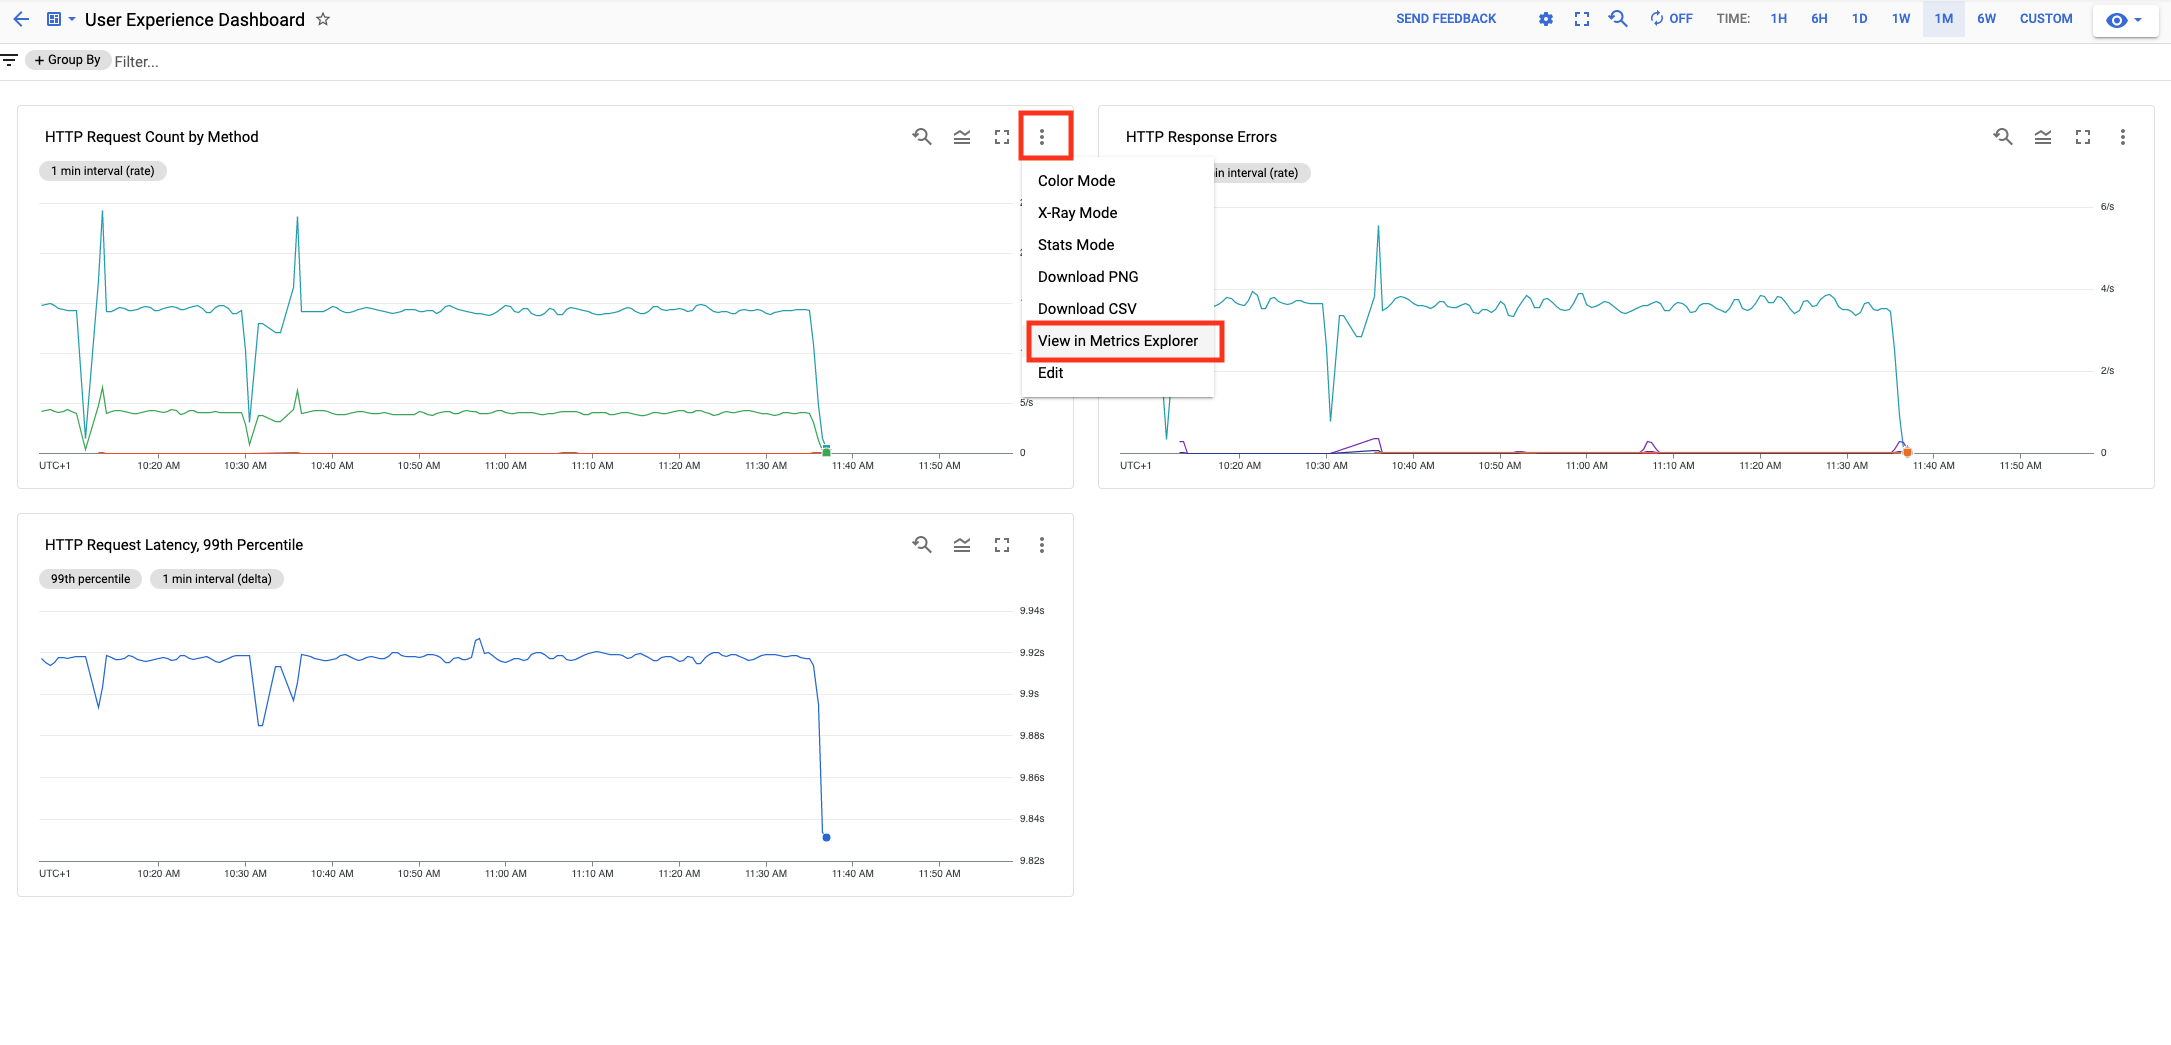 User Experience Dashboard
SEND FEEDBACK
OFF
TIME: 1H 6H 1D 1W 1M 6W CUSTOM
+ Group By Filter...
HTTP Request Count by Method
1 min interval (rate)
5/s
0
UTC+1 10:20 AM 10:30 AM 10:40 AM 10:50 AM 11:00 AM 11:10 AM 11:20 AM 11:30 AM 11:40 AM 11:50 AM
Color Mode
X-Ray Mode
Stats Mode
Download PNG
Download CSV
View in Metrics Explorer
Edit
HTTP Response Errors
in interval (rate)
6/s
4/s
2/s
0
UTC+1 10:20 AM 10:30 AM 10:40 AM 10:50 AM 11:00 AM 11:10 AM 11:20 AM 11:30 AM 11:40 AM 11:50 AM
HTTP Request Latency, 99th Percentile
99th percentile 1 min interval (delta)
9.94s
9.92s
9.9s
9.88s
9.86s
9.84s
9.82s
UTC+1 10:20 AM 10:30 AM 10:40 AM 10:50 AM 11:00 AM 11:10 AM 11:20 AM 11:30 AM 11:40 AM 11:50 AM